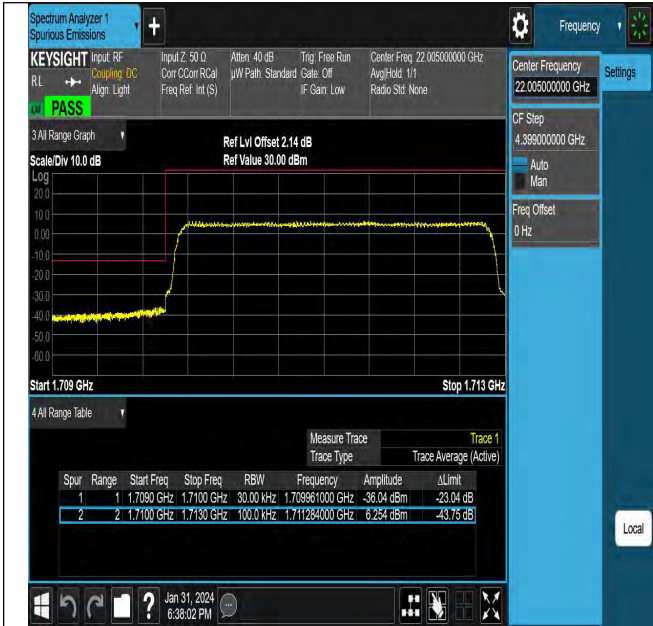 Spectrum Analyzer 1
Spurious Emissions
Frequency
KEYSIGHT Input: RF
RL
Coupling: DC
Align: Light
Input Z: 50 Ω
Corr CCorr RCal
Freq Ref: Int (S)
Atten: 40 dB
µW Path: Standard
Trig: Free Run
Gate: Off
IF Gain: Low
Center Freq: 22.005000000 GHz
Avg|Hold: 1/1
Radio Std: None
PASS
Center Frequency
22.005000000 GHz
Settings
CF Step
4.399000000 GHz
Auto
Man
Freq Offset
0 Hz
3 All Range Graph
Ref Lvl Offset 2.14 dB
Scale/Div 10.0 dB
Ref Value 30.00 dBm
Log
20.0
10.0
0.00
-10.0
-20.0
-30.0
-40.0
-50.0
-60.0
Start 1.709 GHz
Stop 1.713 GHz
4 All Range Table
Measure Trace Trace 1
Trace Type Trace Average (Active)
Spur Range Start Freq Stop Freq RBW Frequency Amplitude ΔLimit
1 1 1.7090 GHz 1.7100 GHz 30.00 kHz 1.709961000 GHz -36.04 dBm -23.04 dB
2 2 1.7100 GHz 1.7130 GHz 100.0 kHz 1.711284000 GHz 6.254 dBm -43.75 dB
Local
Jan 31, 2024
6:38:02 PM